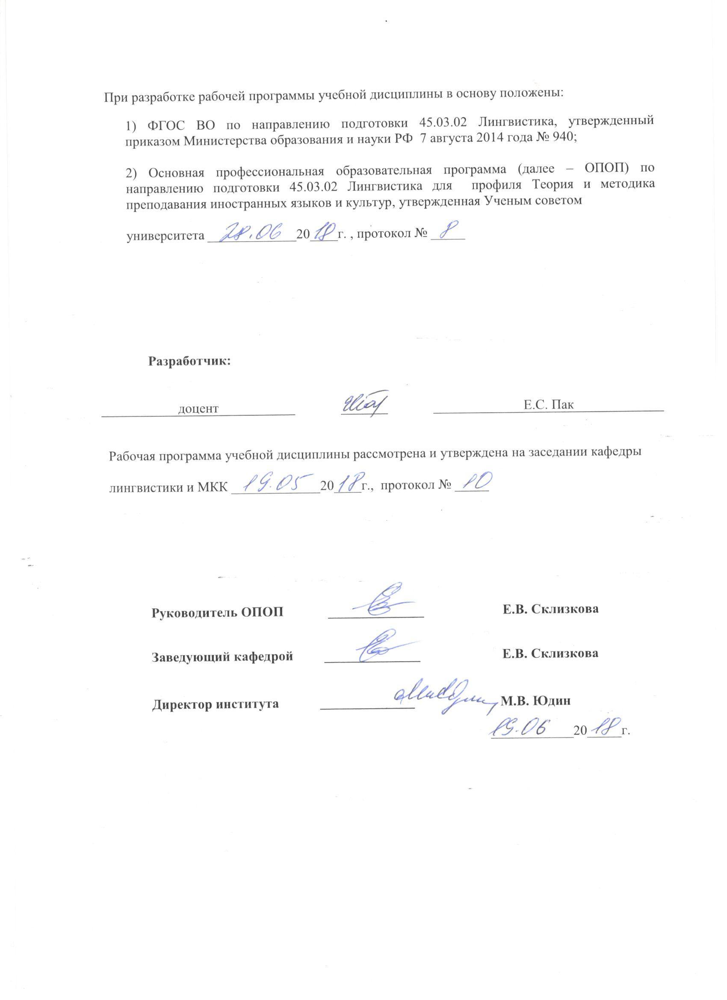 При разработке рабочей программы учебной дисциплины в основу положены:
1) ФГОС ВО по направлению подготовки 45.03.02 Лингвистика, утвержденный
приказом Министерства образования и науки РФ 7 августа 2014 года № 940;
2) Основная профессиональная образовательная программа (далее – ОПОП) по
направлению подготовки 45.03.02 Лингвистика для профиля Теория и методика
преподавания иностранных языков и культур, утвержденная Ученым советом
университета 28.06 2018 г. , протокол № 8
Разработчик:
доцент Е.С. Пак
Рабочая программа учебной дисциплины рассмотрена и утверждена на заседании кафедры
лингвистики и МКК 19.05 2018 г., протокол № 10
Руководитель ОПОП Е.В. Склизкова
Заведующий кафедрой Е.В. Склизкова
Директор института М.В. Юдин
19.06 2018 г.